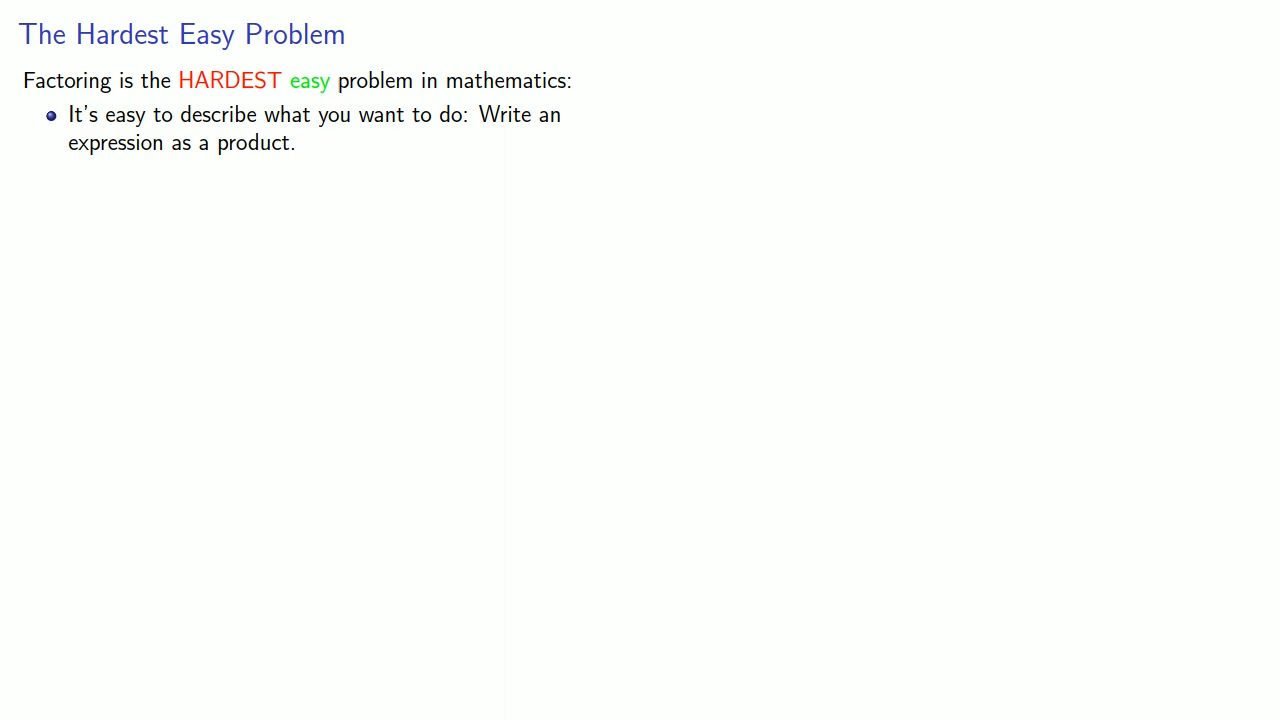 The Hardest Easy Problem
Factoring is the HARDEST easy problem in mathematics:
It's easy to describe what you want to do: Write an
expression as a product.